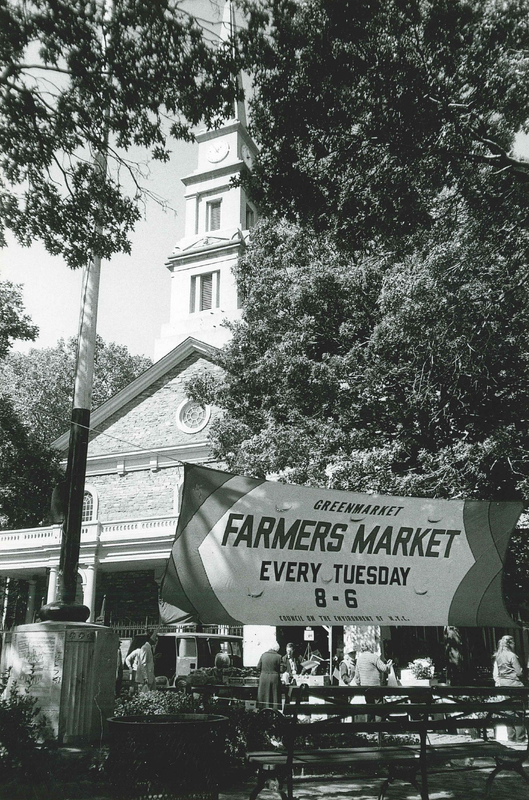 GREENMARKET
FARMERS MARKET
EVERY TUESDAY
8-6
COUNCIL ON THE ENVIRONMENT OF N.Y.C.